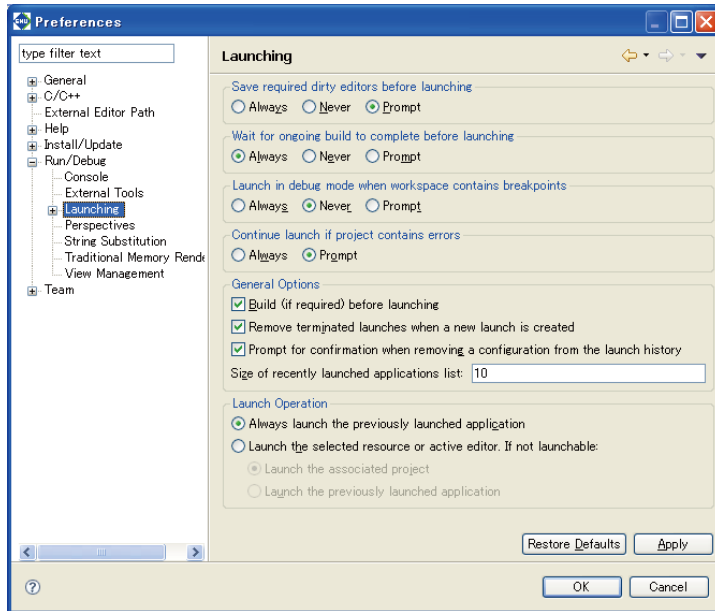 GNU Preferences
type filter text
General
C/C++
External Editor Path
Help
Install/Update
Run/Debug
Console
External Tools
Launching
Perspectives
String Substitution
Traditional Memory Rende
View Management
Team
Launching
Save required dirty editors before launching
Always Never Prompt
Wait for ongoing build to complete before launching
Always Never Prompt
Launch in debug mode when workspace contains breakpoints
Always Never Prompt
Continue launch if project contains errors
Always Prompt
General Options
Build (if required) before launching
Remove terminated launches when a new launch is created
Prompt for confirmation when removing a configuration from the launch history
Size of recently launched applications list: 10
Launch Operation
Always launch the previously launched application
Launch the selected resource or active editor. If not launchable:
Launch the associated project
Launch the previously launched application
Restore Defaults Apply
? OK Cancel